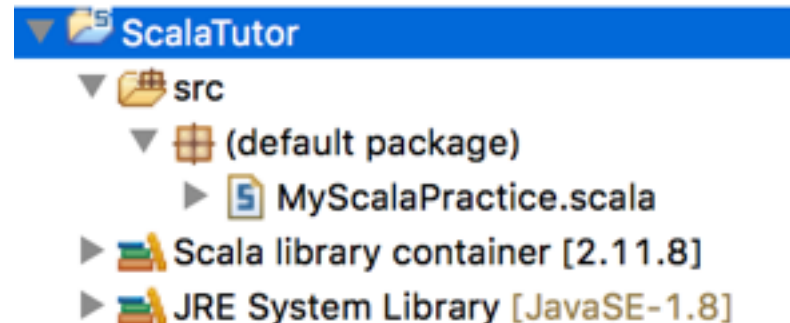 ScalaTutor
src
(default package)
MyScalaPractice.scala
Scala library container [2.11.8]
JRE System Library [JavaSE-1.8]